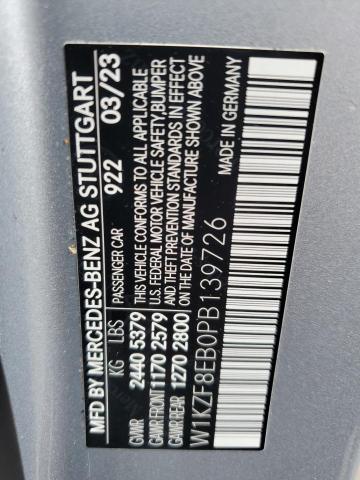 MFD BY MERCEDES-BENZ AG STUTTGART
922 03/23
KG LBS PASSENGER CAR
GVWR 2440 5379 THIS VEHICLE CONFORMS TO ALL APPLICABLE
GAWR FRONT 1170 2579 U.S. FEDERAL MOTOR VEHICLE SAFETY,BUMPER
GAWR REAR 1270 2800 AND THEFT PREVENTION STANDARDS IN EFFECT
ON THE DATE OF MANUFACTURE SHOWN ABOVE
W1KZF8EB0PB139726 MADE IN GERMANY